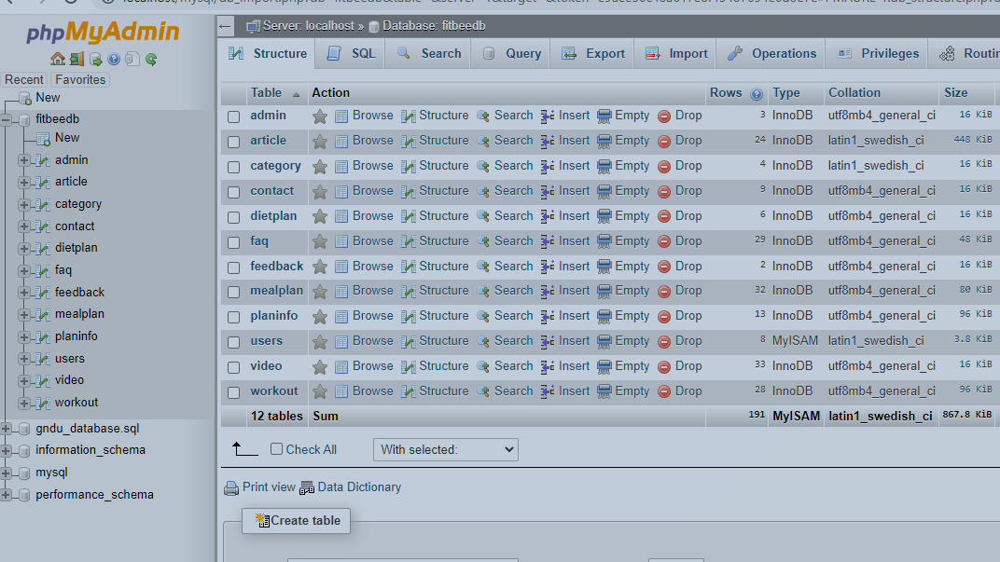 phpMyAdmin
Recent Favorites
New
fitbeedb
New
admin
article
category
contact
dietplan
faq
feedback
mealplan
planinfo
users
video
workout
gndu_database.sql
information_schema
mysql
performance_schema
Server: localhost » Database: fitbeedb
Structure SQL Search Query Export Import Operations Privileges
Table Action Rows Type Collation Size
admin Browse Structure Search Insert Empty Drop 3 InnoDB utf8mb4_general_ci 16 KiB
article Browse Structure Search Insert Empty Drop 24 InnoDB latin1_swedish_ci 448 KiB
category Browse Structure Search Insert Empty Drop 4 InnoDB latin1_swedish_ci 16 KiB
contact Browse Structure Search Insert Empty Drop 9 InnoDB utf8mb4_general_ci 16 KiB
dietplan Browse Structure Search Insert Empty Drop 6 InnoDB utf8mb4_general_ci 16 KiB
faq Browse Structure Search Insert Empty Drop 29 InnoDB utf8mb4_general_ci 48 KiB
feedback Browse Structure Search Insert Empty Drop 2 InnoDB utf8mb4_general_ci 16 KiB
mealplan Browse Structure Search Insert Empty Drop 32 InnoDB utf8mb4_general_ci 80 KiB
planinfo Browse Structure Search Insert Empty Drop 13 InnoDB utf8mb4_general_ci 96 KiB
users Browse Structure Search Insert Empty Drop 8 MyISAM latin1_swedish_ci 3.8 KiB
video Browse Structure Search Insert Empty Drop 33 InnoDB utf8mb4_general_ci 16 KiB
workout Browse Structure Search Insert Empty Drop 28 InnoDB utf8mb4_general_ci 96 KiB
12 tables Sum 191 MyISAM latin1_swedish_ci 867.8 KiB
Check All With selected:
Print view Data Dictionary
Create table